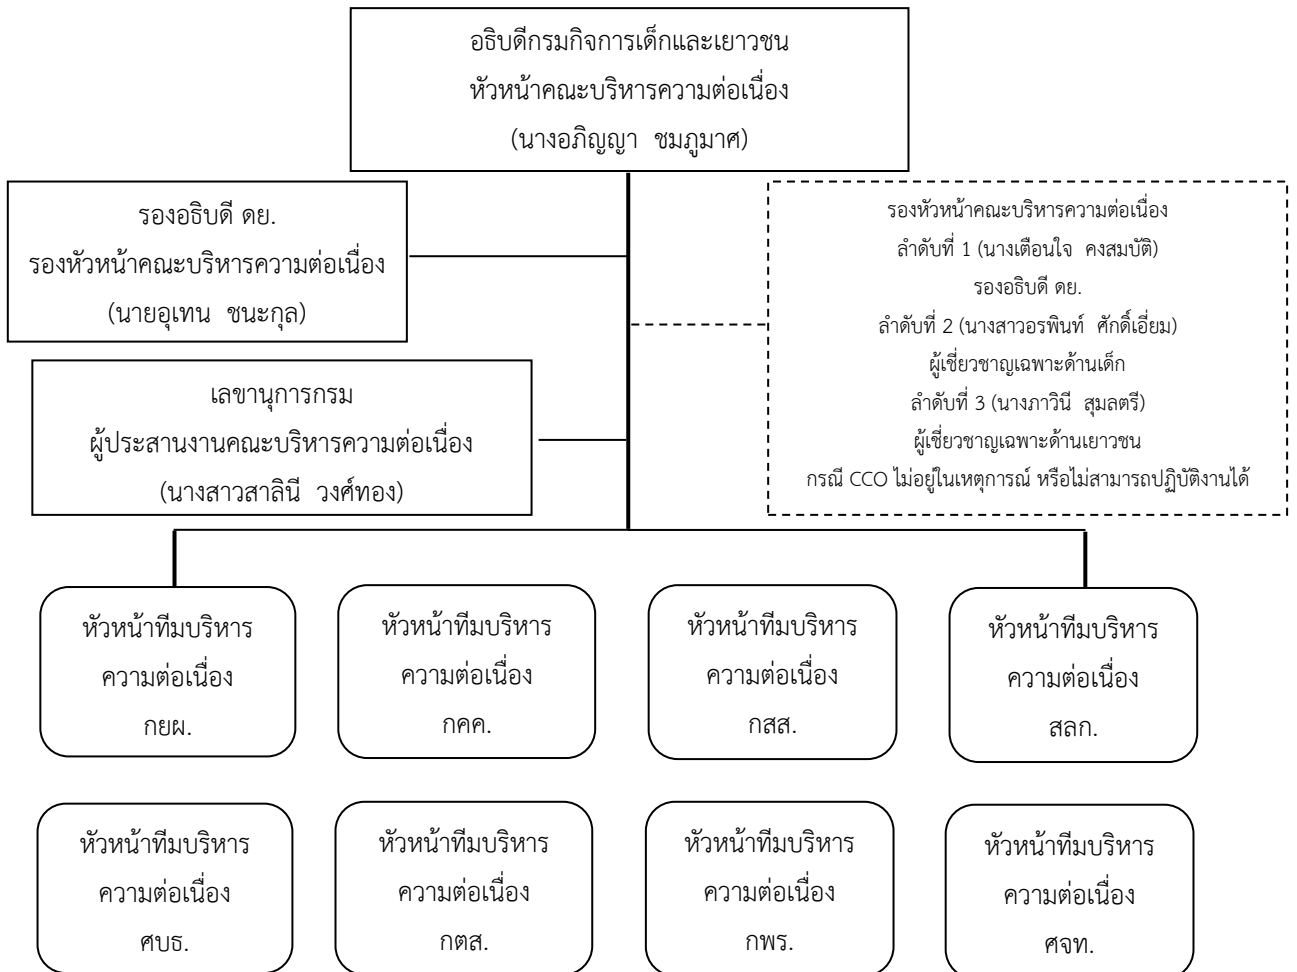 อธิบดีกรมกิจการเด็กและเยาวชน
หัวหน้าคณะบริหารความต่อเนื่อง
(นางอภิญญา ชมภูมาศ)
รองอธิบดี ดย.
รองหัวหน้าคณะบริหารความต่อเนื่อง
(นายอุเทน ชนะกุล)
รองหัวหน้าคณะบริหารความต่อเนื่อง
ลำดับที่ 1 (นางเตือนใจ คงสมบัติ)
รองอธิบดี ดย.
ลำดับที่ 2 (นางสาวอรพินท์ ศักดิ์เอี่ยม)
ผู้เชี่ยวชาญเฉพาะด้านเด็ก
ลำดับที่ 3 (นางภาวินี สุมลตรี)
ผู้เชี่ยวชาญเฉพาะด้านเยาวชน
กรณี CCO ไม่อยู่ในเหตุการณ์ หรือไม่สามารถปฏิบัติงานได้
เลขานุการกรม
ผู้ประสานงานคณะบริหารความต่อเนื่อง
(นางสาวสาลินี วงศ์ทอง)
หัวหน้าทีมบริหาร
ความต่อเนื่อง
กยผ.
หัวหน้าทีมบริหาร
ความต่อเนื่อง
กคค.
หัวหน้าทีมบริหาร
ความต่อเนื่อง
กสส.
หัวหน้าทีมบริหาร
ความต่อเนื่อง
สลก.
หัวหน้าทีมบริหาร
ความต่อเนื่อง
ศบธ.
หัวหน้าทีมบริหาร
ความต่อเนื่อง
กตส.
หัวหน้าทีมบริหาร
ความต่อเนื่อง
กพร.
หัวหน้าทีมบริหาร
ความต่อเนื่อง
ศจท.